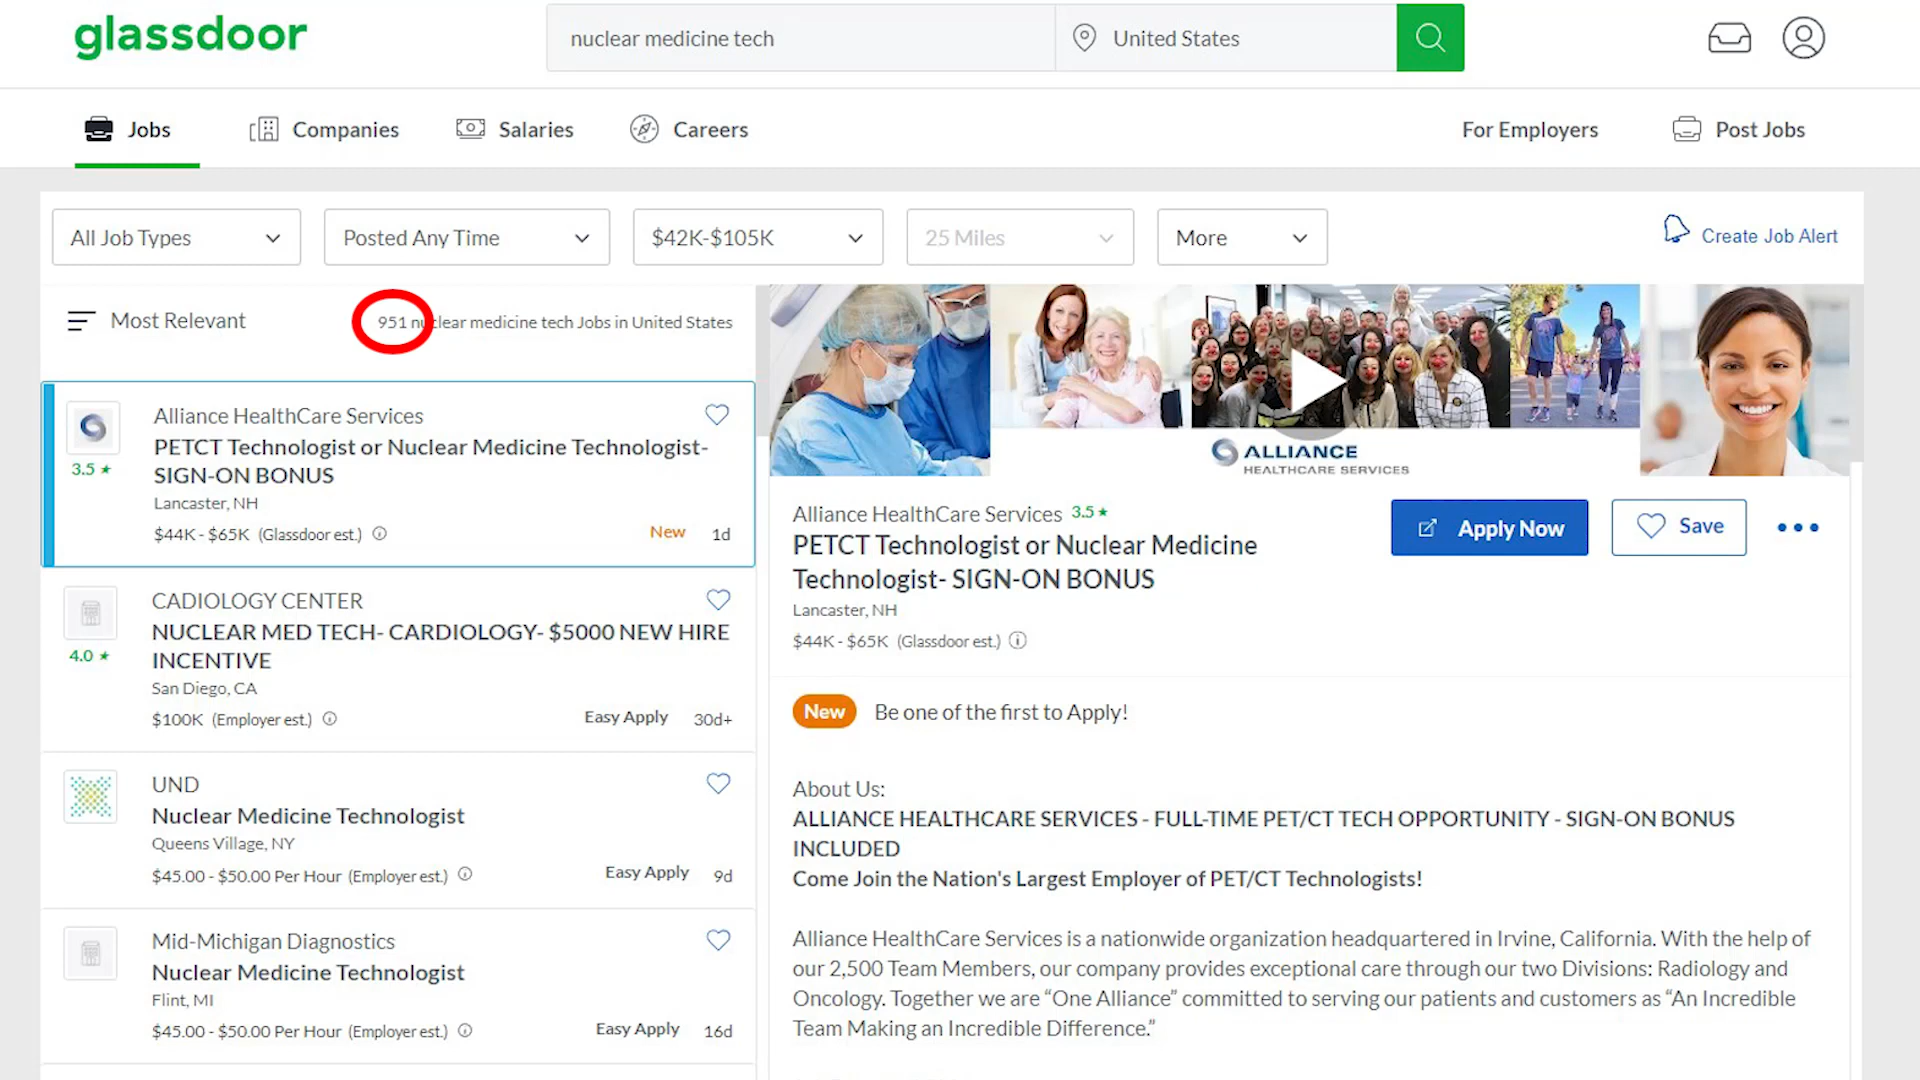 glassdoor
nuclear medicine tech
United States
Jobs
Companies
Salaries
Careers
For Employers
Post Jobs
All Job Types
Posted Any Time
$42K-$105K
25 Miles
More
Create Job Alert
Most Relevant
951 nuclear medicine tech Jobs in United States
Alliance HealthCare Services
PETCT Technologist or Nuclear Medicine Technologist-
SIGN-ON BONUS
3.5 ★
Lancaster, NH
$44K - $65K (Glassdoor est.)
New 1d
CADIOLOGY CENTER
NUCLEAR MED TECH- CARDIOLOGY- $5000 NEW HIRE
INCENTIVE
4.0 ★
San Diego, CA
$100K (Employer est.)
Easy Apply 30d+
UND
Nuclear Medicine Technologist
Queens Village, NY
$45.00 - $50.00 Per Hour (Employer est.)
Easy Apply 9d
Mid-Michigan Diagnostics
Nuclear Medicine Technologist
Flint, MI
$45.00 - $50.00 Per Hour (Employer est.)
Easy Apply 16d
ALLIANCE
HEALTHCARE SERVICES
Alliance HealthCare Services 3.5 ★
PETCT Technologist or Nuclear Medicine
Technologist- SIGN-ON BONUS
Lancaster, NH
$44K - $65K (Glassdoor est.)
Apply Now
Save
New Be one of the first to Apply!
About Us:
ALLIANCE HEALTHCARE SERVICES - FULL-TIME PET/CT TECH OPPORTUNITY - SIGN-ON BONUS
INCLUDED
Come Join the Nation's Largest Employer of PET/CT Technologists!
Alliance HealthCare Services is a nationwide organization headquartered in Irvine, California. With the help of
our 2,500 Team Members, our company provides exceptional care through our two Divisions: Radiology and
Oncology. Together we are “One Alliance” committed to serving our patients and customers as “An Incredible
Team Making an Incredible Difference.”